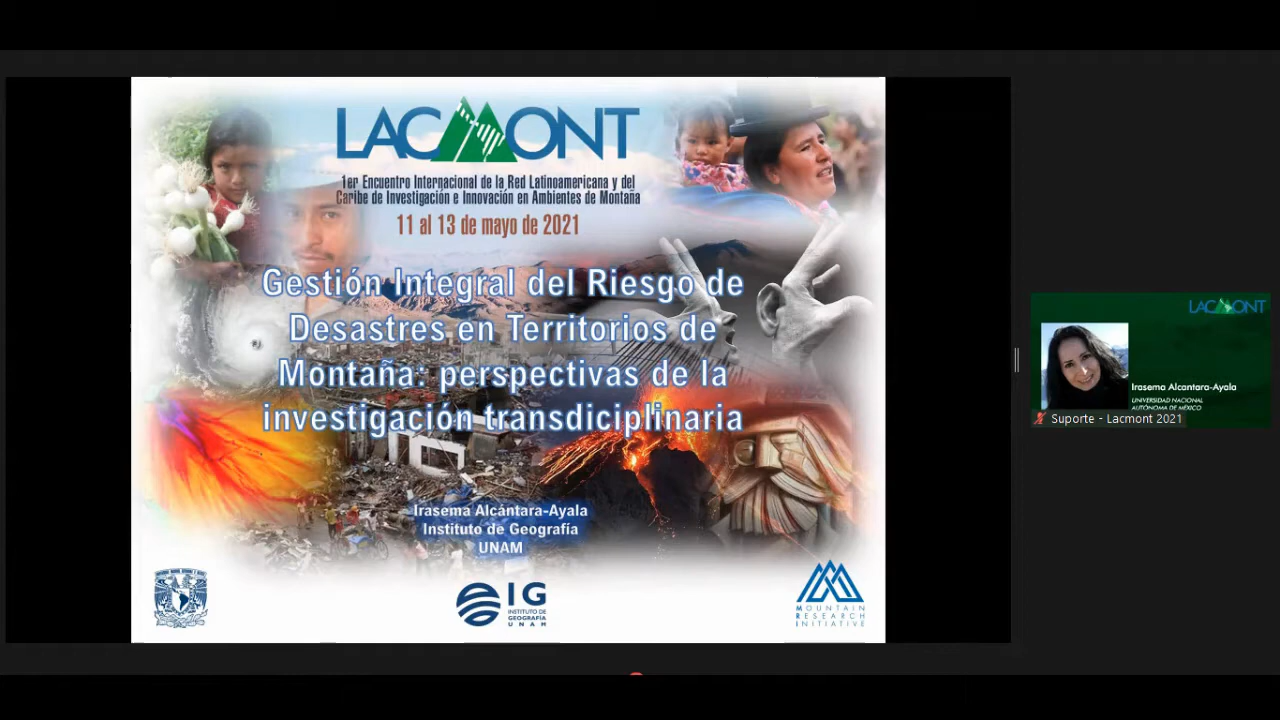 LACMONT
1er Encuentro Internacional de la Red Latinoamericana y del
Caribe de Investigación e Innovación en Ambientes de Montaña
11 al 13 de mayo de 2021
Gestión Integral del Riesgo de
Desastres en Territorios de
Montaña: perspectivas de la
investigación transdiciplinaria
Irasema Alcántara-Ayala
Instituto de Geografía
UNAM
IG
INSTITUTO DE
GEOGRAFÍA
UNAM
MOUNTAIN
RESEARCH
INITIATIVE
LACMONT
Irasema Alcantara-Ayala
UNIVERSIDAD NACIONAL
AUTÓNOMA DE MÉXICO
Suporte - Lacmont 2021